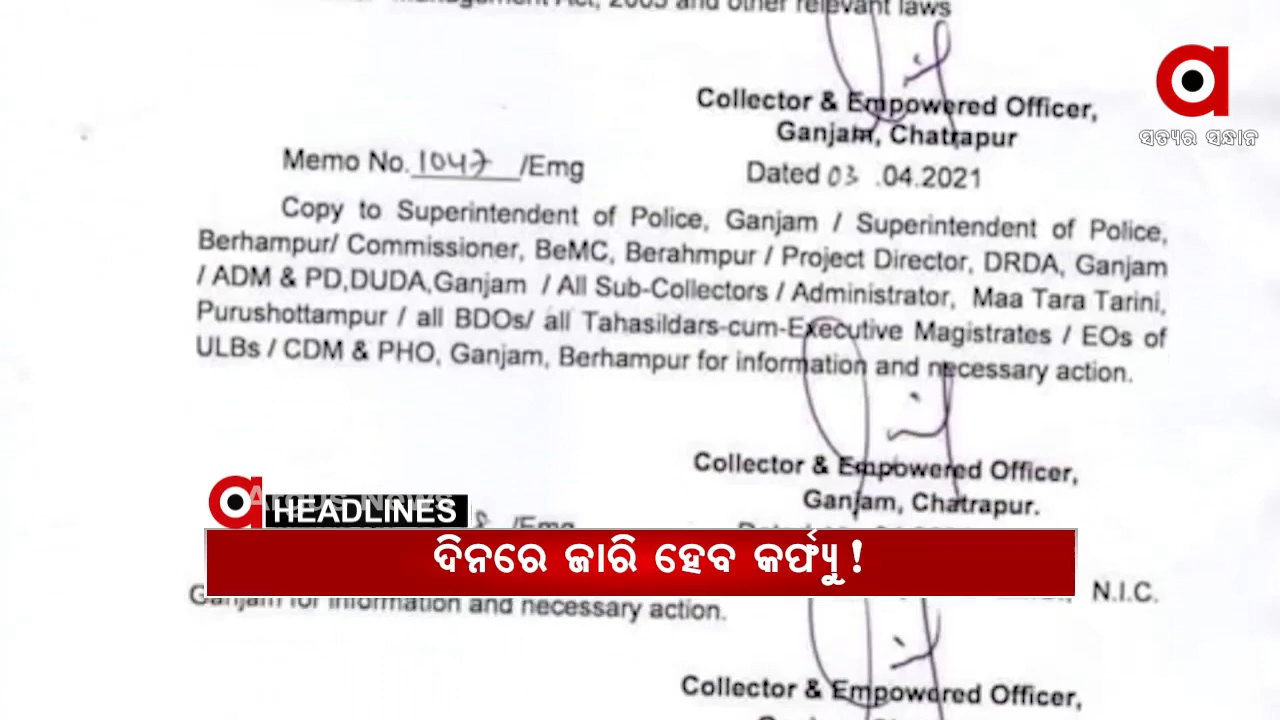 Management Act, 2005 and other relevant laws
Collector & Empowered Officer,
Ganjam, Chatrapur
ସତ୍ୟର ସନ୍ଧାନ
Memo No. 1047 /Emg Dated 03 .04.2021
Copy to Superintendent of Police, Ganjam / Superintendent of Police,
Berhampur/ Commissioner, BeMC, Berahmpur / Project Director, DRDA, Ganjam
/ ADM & PD,DUDA,Ganjam / All Sub-Collectors / Administrator, Maa Tara Tarini,
Purushottampur / all BDOs/ all Tahasildars-cum-Executive Magistrates / EOs of
ULBs / CDM & PHO, Ganjam, Berhampur for information and necessary action.
Collector & Empowered Officer,
Ganjam, Chatrapur.
Argus News
HEADLINES
/Emg
ଦିନରେ ଜାରି ହେବ କର୍ଫ୍ୟୁ!
N.I.C.
Ganjam for information and necessary action.
Collector & Empowered Officer,